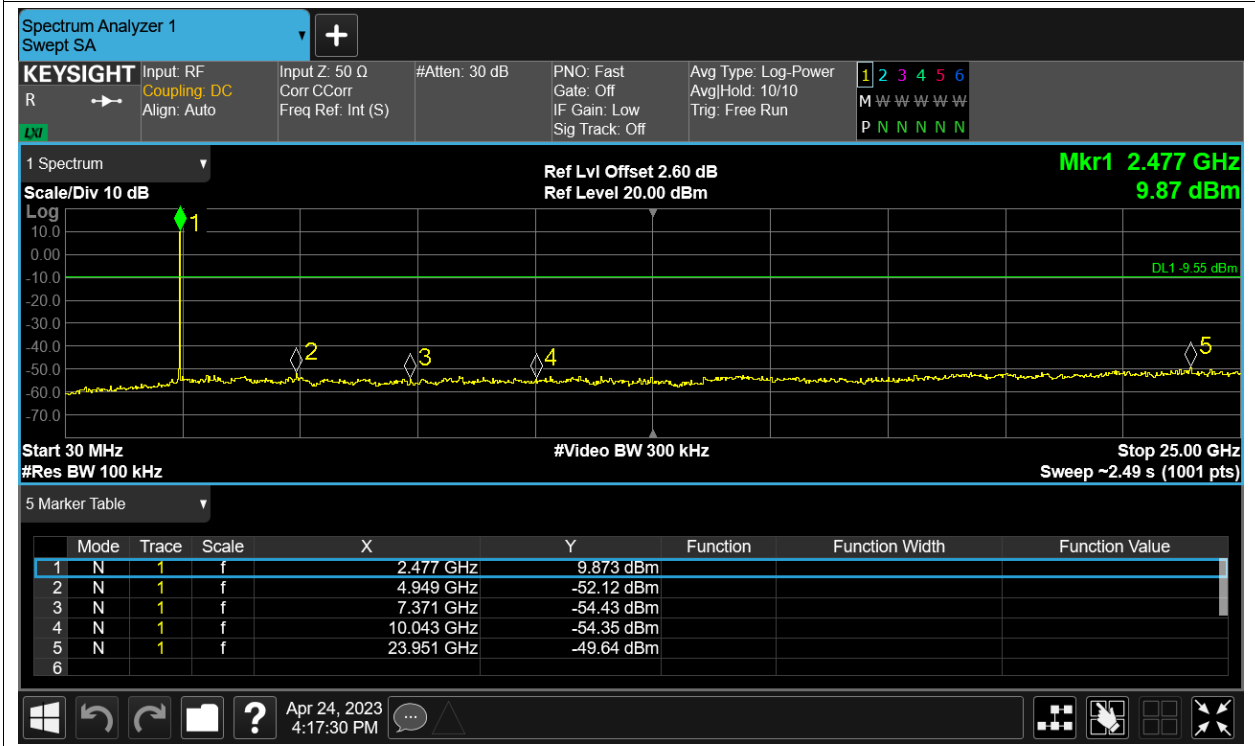 Spectrum Analyzer 1
Swept SA
+
KEYSIGHT
R
LXI
Input: RF
Coupling: DC
Align: Auto
Input Z: 50 Ω
Corr CCorr
Freq Ref: Int (S)
#Atten: 30 dB
PNO: Fast
Gate: Off
IF Gain: Low
Sig Track: Off
Avg Type: Log-Power
Avg|Hold: 10/10
Trig: Free Run
1 2 3 4 5 6
M W W W W W
P N N N N N
1 Spectrum
Scale/Div 10 dB
Ref Lvl Offset 2.60 dB
Ref Level 20.00 dBm
Mkr1 2.477 GHz
9.87 dBm
Log
10.0
0.00
-10.0
-20.0
-30.0
-40.0
-50.0
-60.0
-70.0
1
2
3
4
5
DL1 -9.55 dBm
Start 30 MHz
#Res BW 100 kHz
#Video BW 300 kHz
Stop 25.00 GHz
Sweep ~2.49 s (1001 pts)
5 Marker Table
Mode Trace Scale X Y Function Function Width Function Value
1 N 1 f 2.477 GHz 9.873 dBm
2 N 1 f 4.949 GHz -52.12 dBm
3 N 1 f 7.371 GHz -54.43 dBm
4 N 1 f 10.043 GHz -54.35 dBm
5 N 1 f 23.951 GHz -49.64 dBm
6
?
Apr 24, 2023
4:17:30 PM